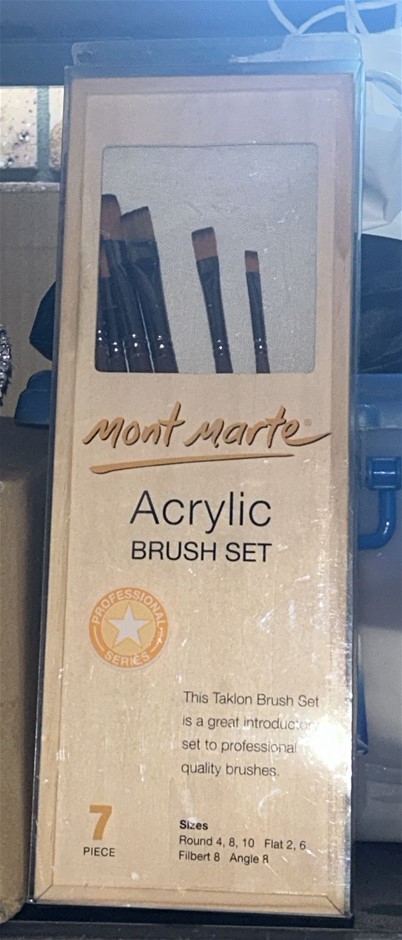 Mont Marte®
Acrylic
BRUSH SET
PROFESSIONAL
SERIES
This Taklon Brush Set
is a great introductory
set to professional
quality brushes.
7
PIECE
Sizes
Round 4, 8, 10 Flat 2, 6
Filbert 8 Angle 8